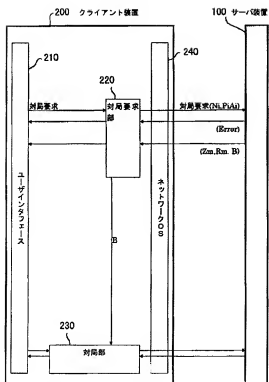 200 クライアント装置
100 サーバ装置
210
240
220
対局要求
対局要求部
対局要求(Ni,PiAi)
(Error)
(Zm, Rm, B)
ユーザインタフェース
ネットワークOS
B
230
対局部